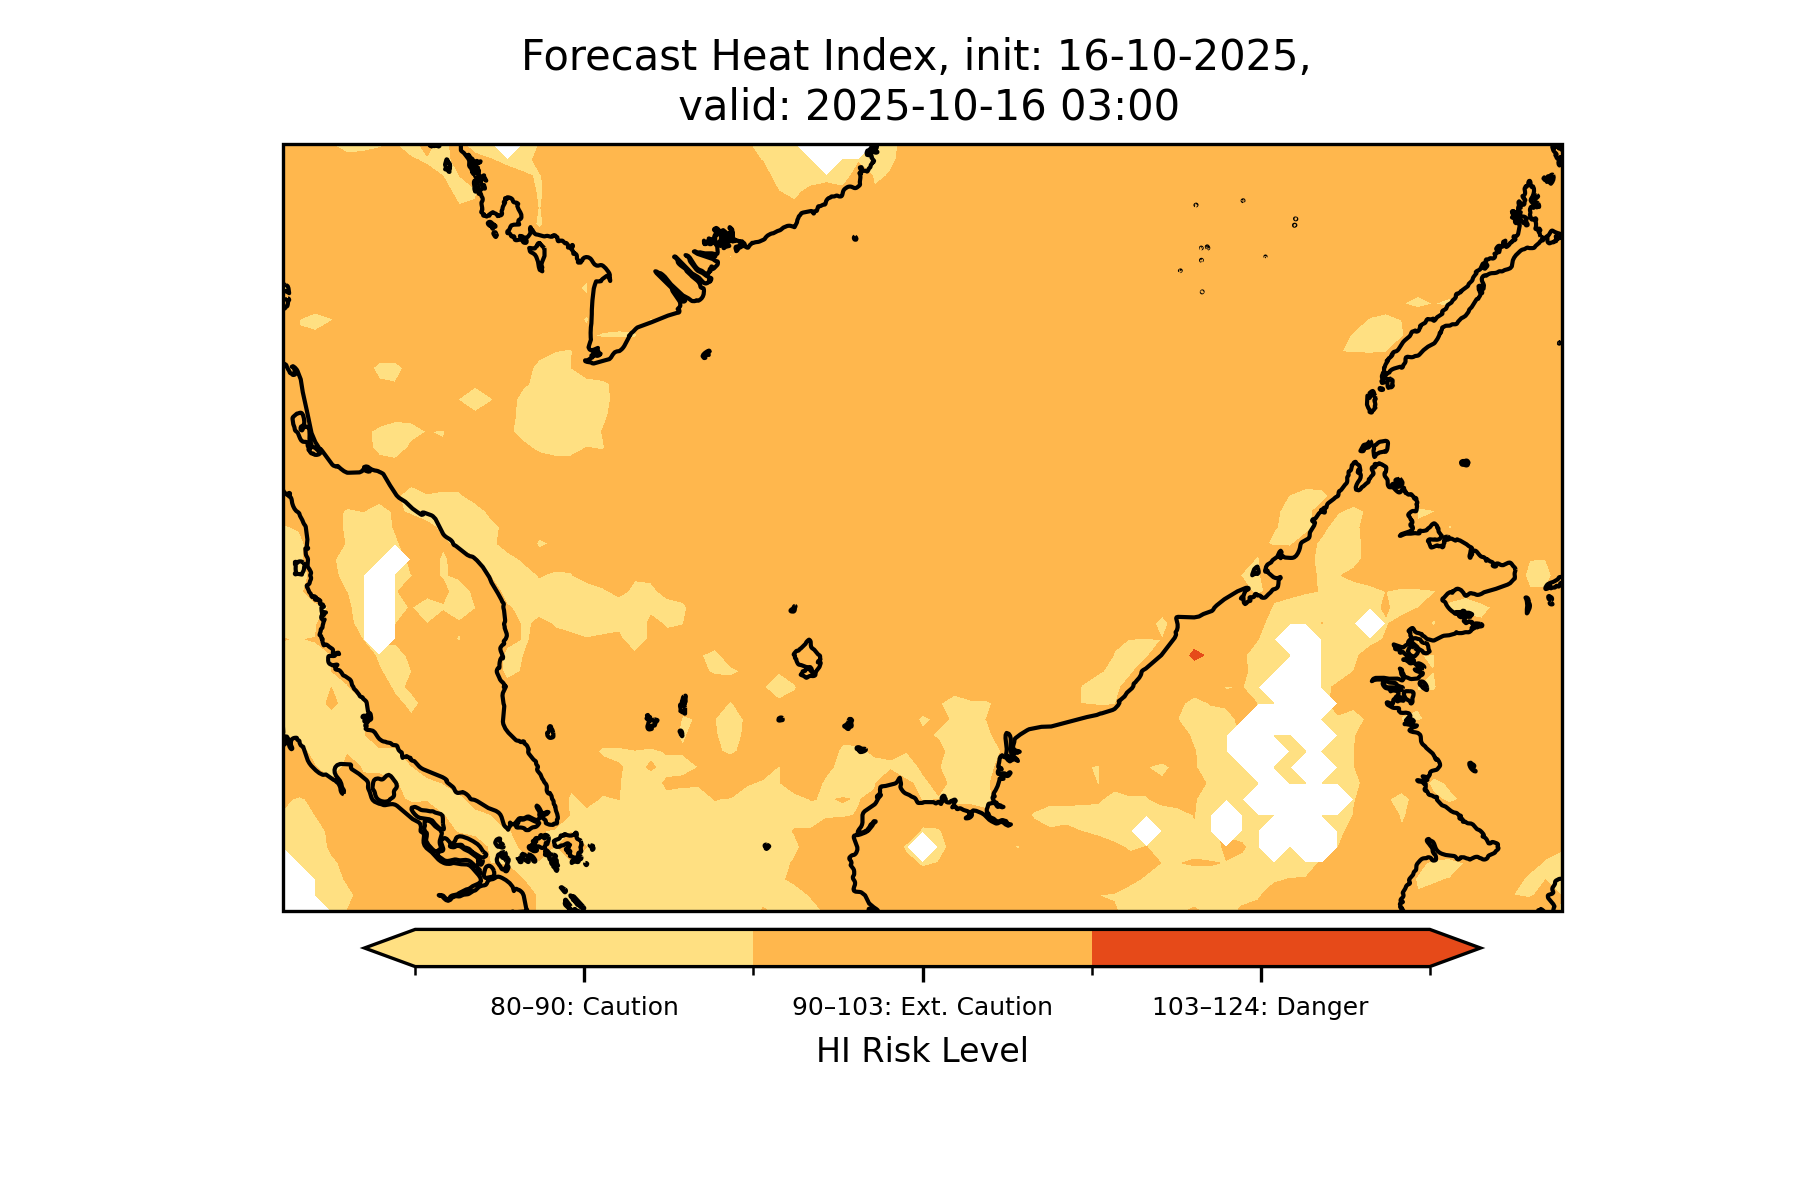 Forecast Heat Index, init: 16-10-2025,
valid: 2025-10-16 03:00
80–90: Caution
90–103: Ext. Caution
103–124: Danger
HI Risk Level